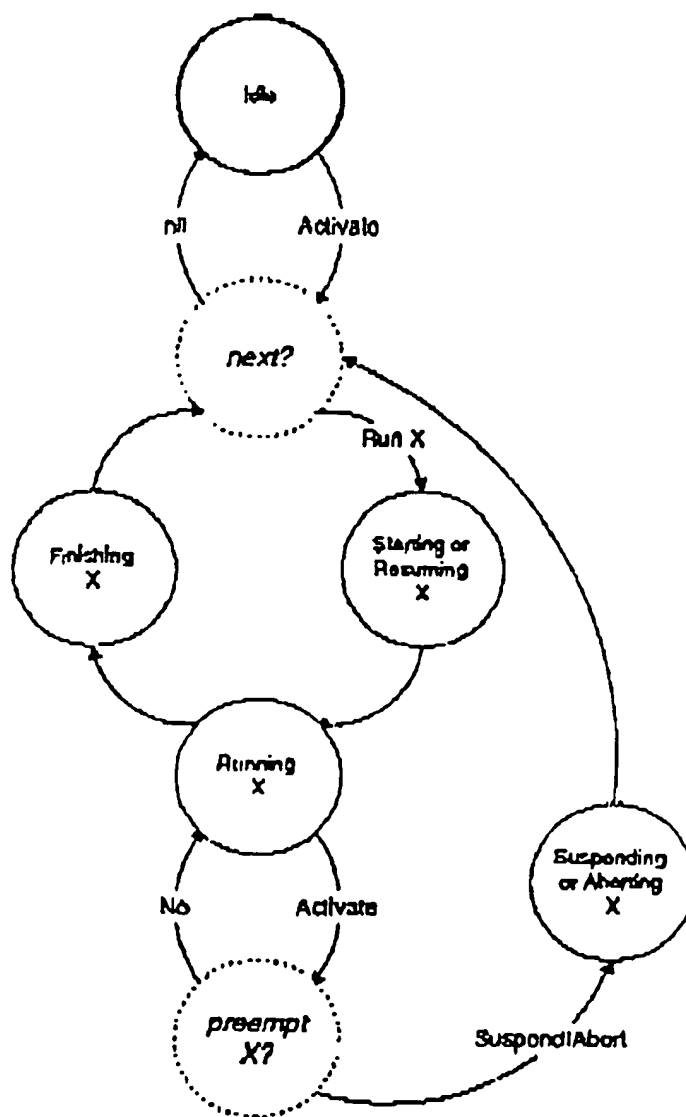 Idle
nil
Activate
next?
Run X
Finishing
X
Starting or
Resuming
X
Running
X
Suspending
or Aborting
X
No
Activate
preempt
X?
Suspend/Abort